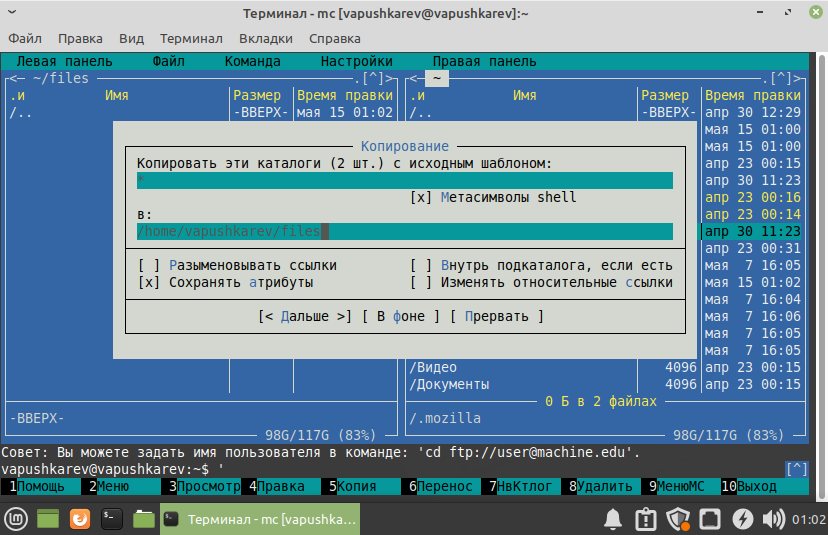 Терминал - mc [vapushkarev@vapushkarev]:~
Файл Правка Вид Терминал Вкладки Справка
Левая панель Файл Команда Настройки Правая панель
<— ~/files .[^]> <— ~ .[^]>
.и Имя Размер Время правки .и Имя Размер Время правки
/.. -ВВЕРХ- мая 15 01:02 /.. -ВВЕРХ- апр 30 12:29
мая 15 01:00
Копирование мая 15 01:00
Копировать эти каталоги (2 шт.) с исходным шаблоном: апр 23 00:15
* апр 30 11:23
[x] Метасимволы shell апр 23 00:16
в: апр 23 00:14
/home/vapushkarev/files апр 30 11:23
апр 23 00:31
[ ] Разыменовывать ссылки [ ] Внутрь подкаталога, если есть мая 7 16:05
[x] Сохранять атрибуты [ ] Изменять относительные ссылки мая 15 01:02
мая 7 16:04
[< Дальше >] [ В фоне ] [ Прервать ] мая 7 16:06
мая 7 16:05
мая 7 16:05
/Видео 4096 апр 23 00:15
/Документы 4096 апр 23 00:15
0 Б в 2 файлах
-ВВЕРХ- /.mozilla
98G/117G (83%) 98G/117G (83%)
Совет: Вы можете задать имя пользователя в команде: 'cd ftp://user@machine.edu'.
vapushkarev@vapushkarev:~$ ' [^]
1Помощь 2Меню 3Просмотр 4Правка 5Копия 6Перенос 7НвКтлог 8Удалить 9МенюМС 10Выход
Терминал - mc [vapushka... 01:02